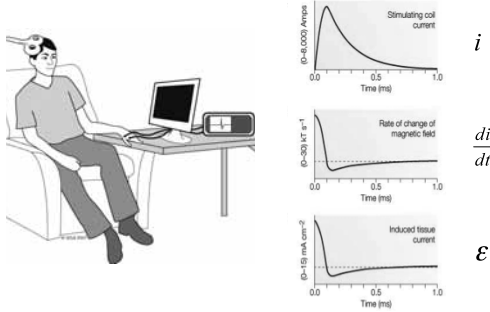 (0–8,000) Amps
Stimulating coil
current
0.0
0.5
1.0
Time (ms)
i
(0–30) kT s⁻¹
Rate of change of
magnetic field
0.0
0.5
1.0
Time (ms)
di
dt
(0–15) mA cm⁻²
Induced tissue
current
0.0
0.5
1.0
Time (ms)
ε